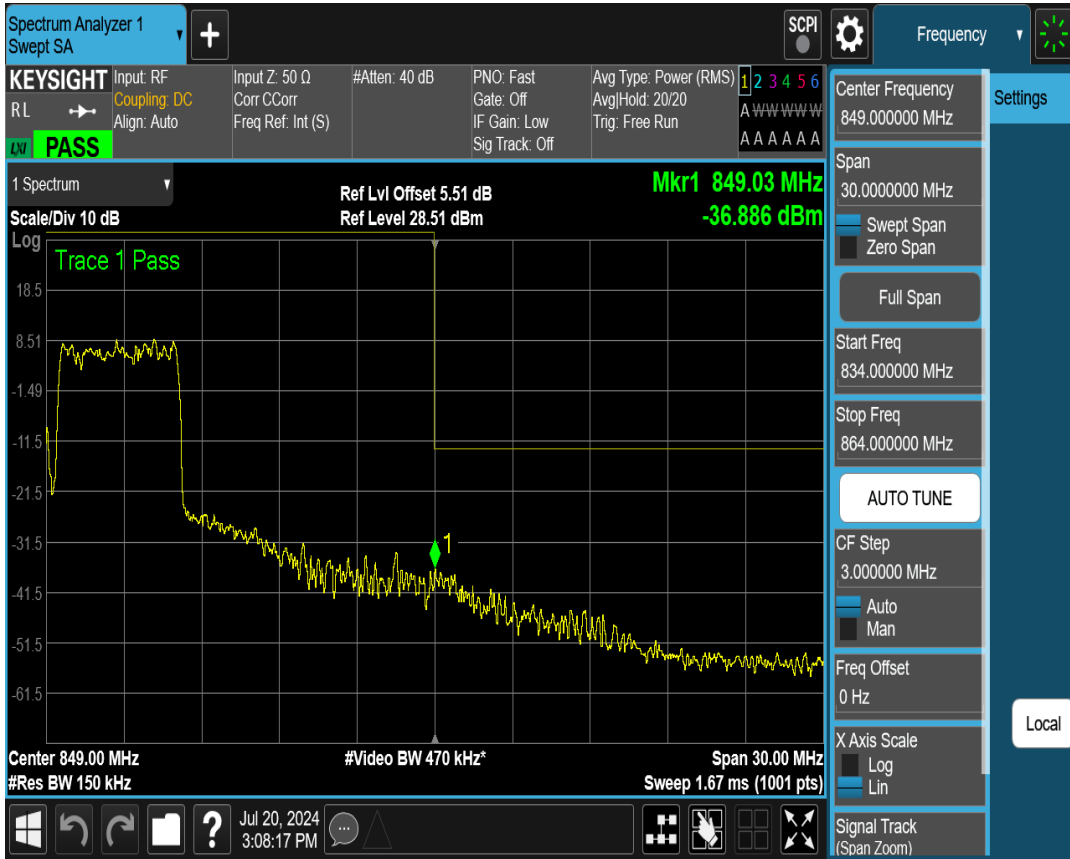 Spectrum Analyzer 1
Swept SA
+
SCPI
Frequency
KEYSIGHT
RL
LXI
PASS
Input: RF
Coupling: DC
Align: Auto
Input Z: 50 Ω
Corr CCorr
Freq Ref: Int (S)
#Atten: 40 dB
PNO: Fast
Gate: Off
IF Gain: Low
Sig Track: Off
Avg Type: Power (RMS)
Avg|Hold: 20/20
Trig: Free Run
1 2 3 4 5 6
A W W W W W
A A A A A A
1 Spectrum
Scale/Div 10 dB
Ref Lvl Offset 5.51 dB
Ref Level 28.51 dBm
Mkr1 849.03 MHz
-36.886 dBm
Log
Trace 1 Pass
18.5
8.51
-1.49
-11.5
-21.5
-31.5
-41.5
-51.5
-61.5
1
Center 849.00 MHz
#Res BW 150 kHz
#Video BW 470 kHz*
Span 30.00 MHz
Sweep 1.67 ms (1001 pts)
Center Frequency
849.000000 MHz
Span
30.0000000 MHz
Swept Span
Zero Span
Full Span
Start Freq
834.000000 MHz
Stop Freq
864.000000 MHz
AUTO TUNE
CF Step
3.000000 MHz
Auto
Man
Freq Offset
0 Hz
X Axis Scale
Log
Lin
Signal Track
(Span Zoom)
Settings
Local
?
Jul 20, 2024
3:08:17 PM